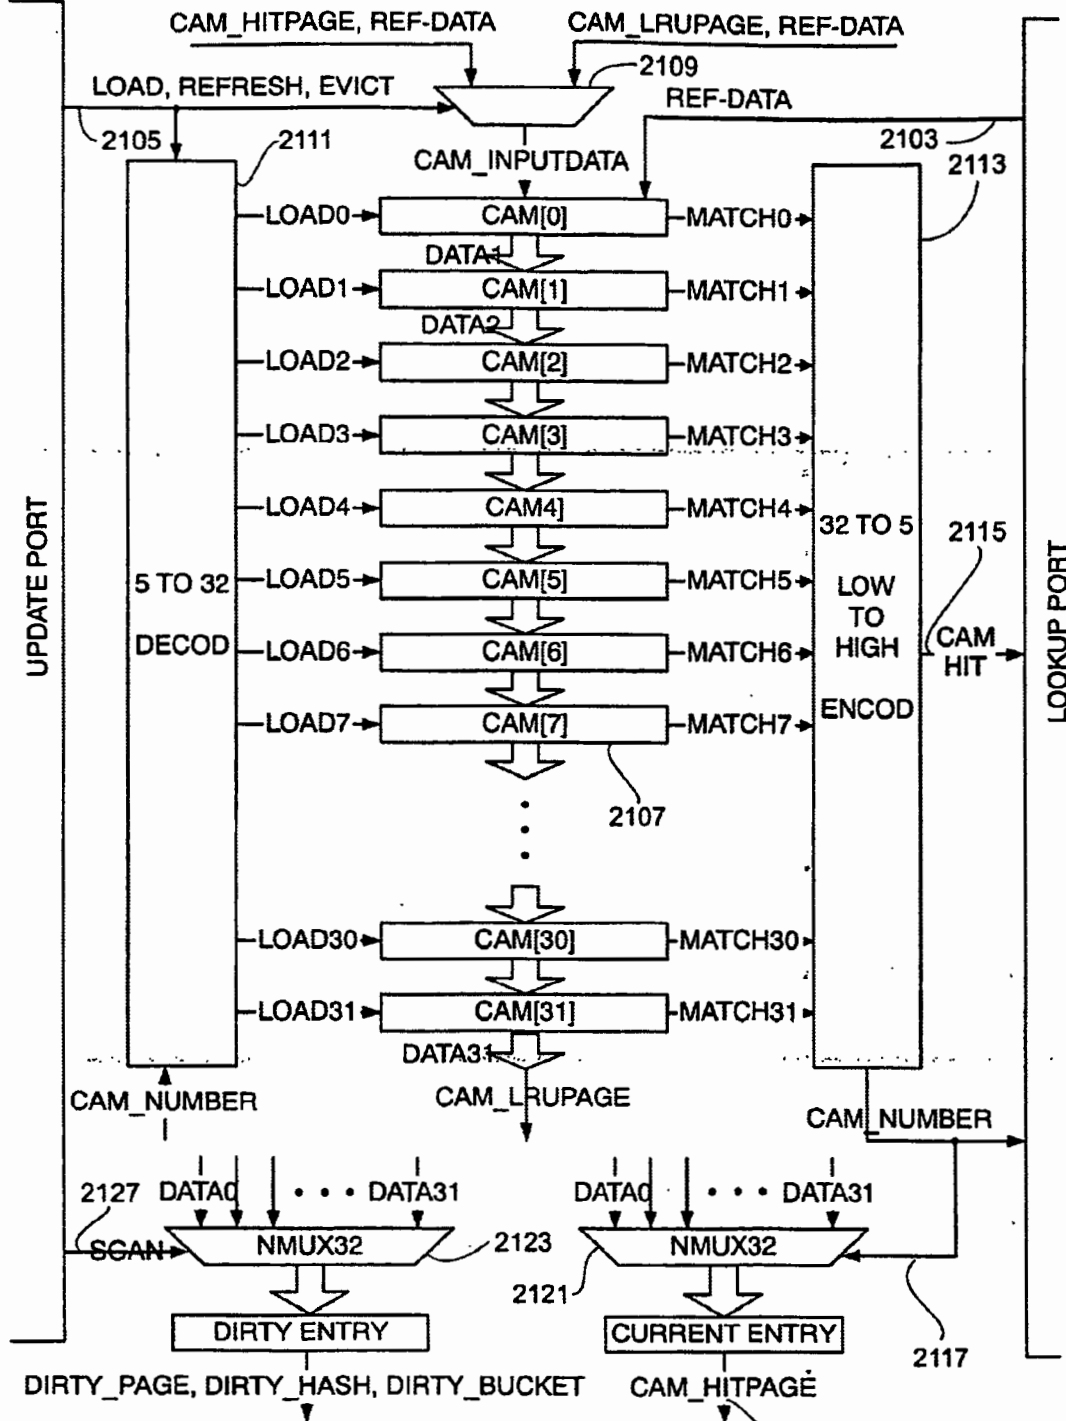 CAM_HITPAGE, REF-DATA
CAM_LRUPAGE, REF-DATA
2109
LOAD, REFRESH, EVICT
REF-DATA
2105
2111
2103
2113
CAM_INPUTDATA
LOAD0
CAM[0]
MATCH0
DATA1
LOAD1
CAM[1]
MATCH1
DATA2
LOAD2
CAM[2]
MATCH2
LOAD3
CAM[3]
MATCH3
LOAD4
CAM4]
MATCH4
LOAD5
CAM[5]
MATCH5
LOAD6
CAM[6]
MATCH6
LOAD7
CAM[7]
MATCH7
UPDATE PORT
5 TO 32
DECOD
32 TO 5
LOW
TO
HIGH
ENCOD
2115
CAM
HIT
LOOKUP PORT
2107
LOAD30
CAM[30]
MATCH30
LOAD31
CAM[31]
MATCH31
DATA31
CAM_NUMBER
CAM_LRUPAGE
CAM_NUMBER
2127
DATA0
DATA31
DATA0
DATA31
SCAN
NMUX32
2123
NMUX32
2121
2117
DIRTY ENTRY
CURRENT ENTRY
DIRTY_PAGE, DIRTY_HASH, DIRTY_BUCKET
CAM_HITPAGE